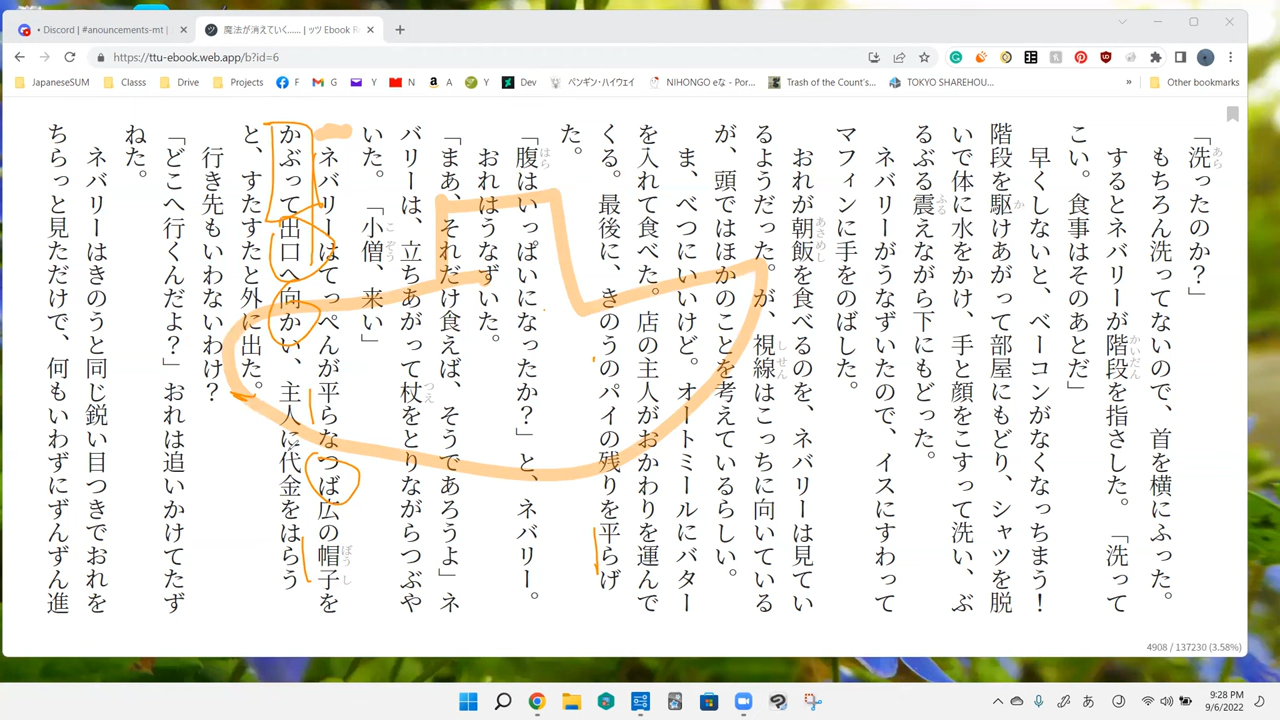 Discord | #anouncements-mt |
魔法が消えていく…… | ッツ Ebook R
https://ttu-ebook.web.app/b?id=6
JapaneseSUM
Classs
Drive
Projects
F
G
Y
N
A
Y
Dev
ペンギン・ハイウェイ
NIHONGO eな - Por...
Trash of the Count's...
TOKYO SHAREHOU...
»
Other bookmarks
「洗ったのか？」
もちろん洗ってないので、首を横にふった。
するとネバリーが階段を指さした。「洗って
こい。食事はそのあとだ」
早くしないと、ベーコンがなくなっちまう！
階段を駆けあがって部屋にもどり、シャツを脱
いで体に水をかけ、手と顔をこすって洗い、ぶ
るぶる震えながら下にもどった。
ネバリーがうなずいたので、イスにすわって
マフィンに手をのばした。
おれが朝飯を食べるのを、ネバリーは見てい
るようだった。が、視線はこっちに向いている
が、頭ではほかのことを考えているらしい。
ま、べつにいいけど。オートミールにバター
を入れて食べた。店の主人がおかわりを運んで
くる。最後に、きのうのパイの残りを平らげ
た。
「腹はいっぱいになったか？」と、ネバリー。
おれはうなずいた。
「まあ、それだけ食えば、そうであろうよ」ネ
バリーは、立ちあがって杖をとりながらつぶや
いた。「小僧、来い」
ネバリーはてっぺんが平らなつば広の帽子を
かぶって出口へ向かい、主人に代金をはらう
と、すたすたと外に出た。
行き先もいわないわけ？
「どこへ行くんだよ？」おれは追いかけてたず
ねた。
ネバリーはきのうと同じ鋭い目つきでおれを
ちらっと見ただけで、何もいわずにずんずん進
4908 / 137230 (3.58%)
あ
9:28 PM
9/6/2022